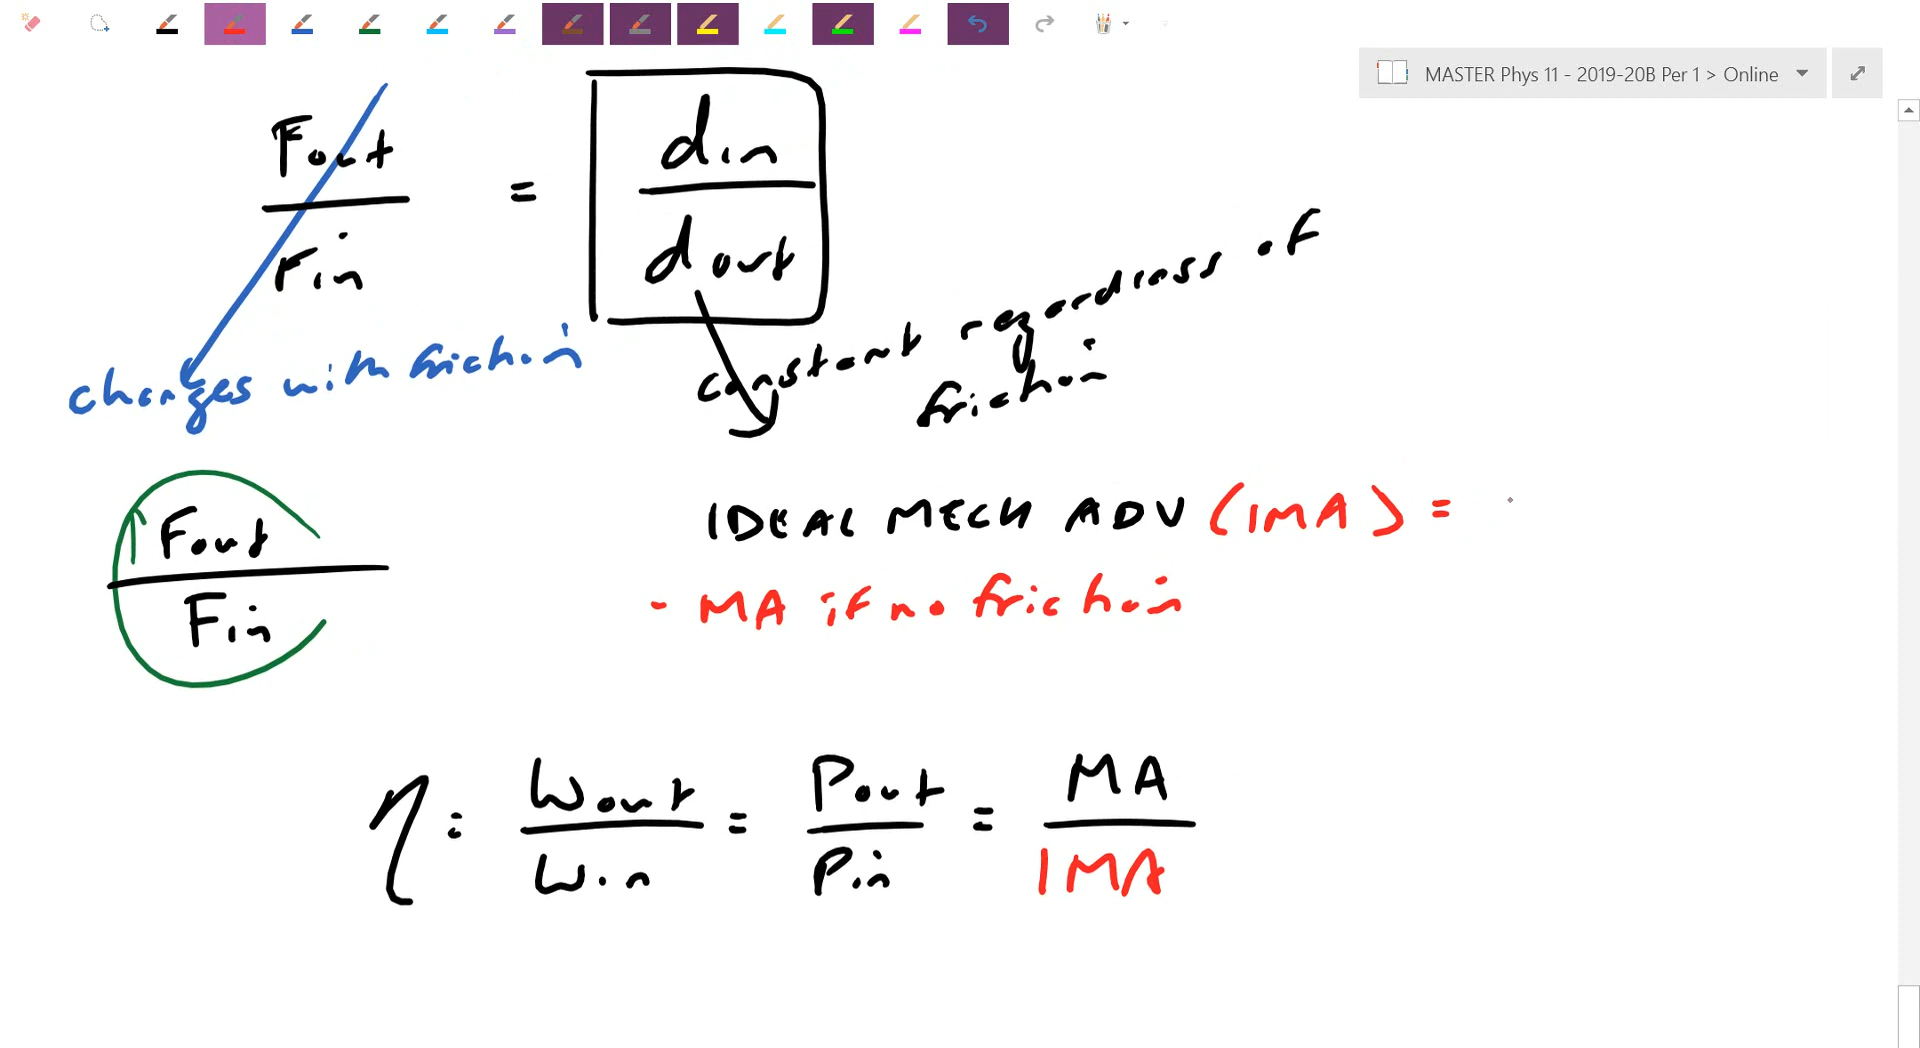 MASTER Phys 11 - 2019-20B Per 1 > Online
Fout / Fin = din / dout
changes with friction
constant regardless of
friction
Fout / Fin
IDEAL MECH ADV (IMA) =
- MA if no friction
η = Wout / Win = Pout / Pin = MA / IMA